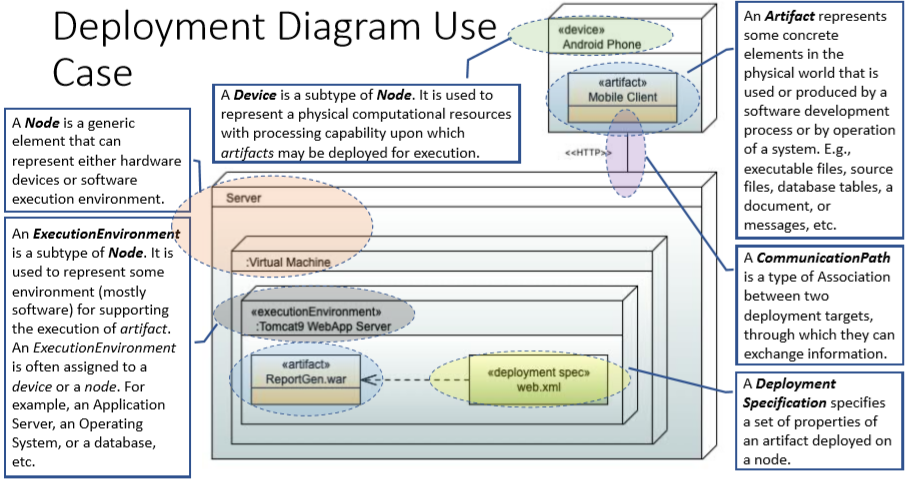 Deployment Diagram Use
Case
A Node is a generic
element that can
represent either hardware
devices or software
execution environment.
An ExecutionEnvironment
is a subtype of Node. It is
used to represent some
environment (mostly
software) for supporting
the execution of artifact.
An ExecutionEnvironment
is often assigned to a
device or a node. For
example, an Application
Server, an Operating
System, or a database,
etc.
A Device is a subtype of Node. It is used to
represent a physical computational resources
with processing capability upon which
artifacts may be deployed for execution.
«device»
Android Phone
«artifact»
Mobile Client
<<HTTP>>
Server
:Virtual Machine
«executionEnvironment»
:Tomcat9 WebApp Server
«artifact»
ReportGen.war
«deployment spec»
web.xml
An Artifact represents
some concrete
elements in the
physical world that is
used or produced by a
software development
process or by operation
of a system. E.g.,
executable files, source
files, database tables, a
document, or
messages, etc.
A CommunicationPath
is a type of Association
between two
deployment targets,
through which they can
exchange information.
A Deployment
Specification specifies
a set of properties of
an artifact deployed on
a node.